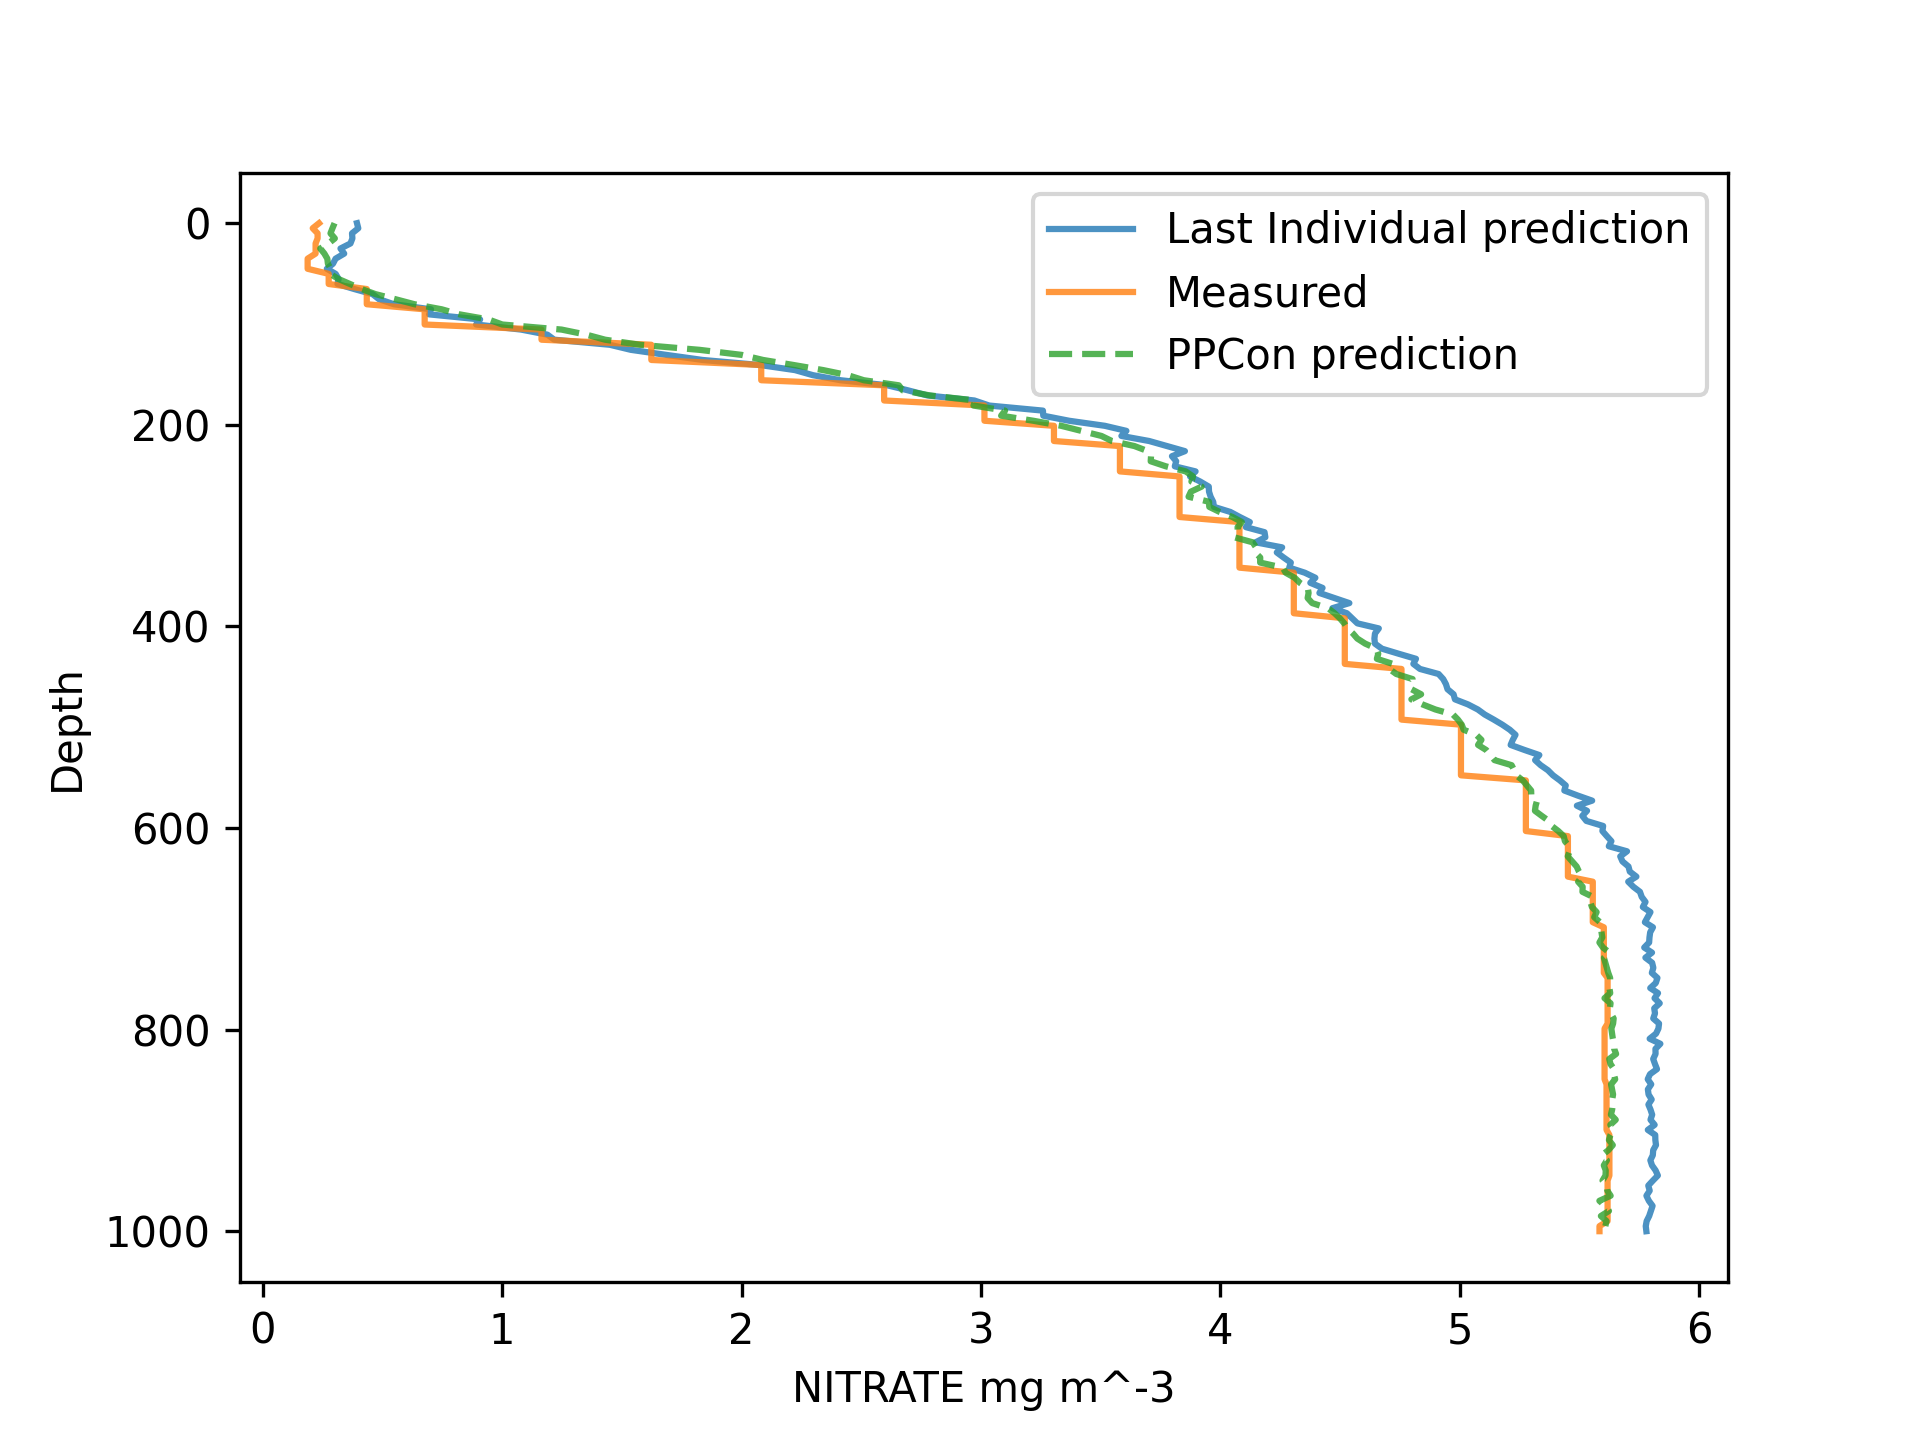 Last Individual prediction
Measured
PPCon prediction
0
200
400
600
800
1000
Depth
0 1 2 3 4 5 6
NITRATE mg m^-3